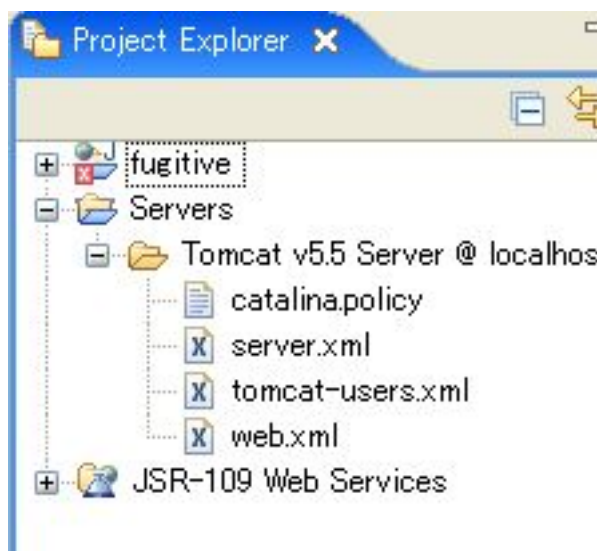 Project Explorer
fugitive
Servers
Tomcat v5.5 Server @ localhos
catalina.policy
server.xml
tomcat-users.xml
web.xml
JSR-109 Web Services